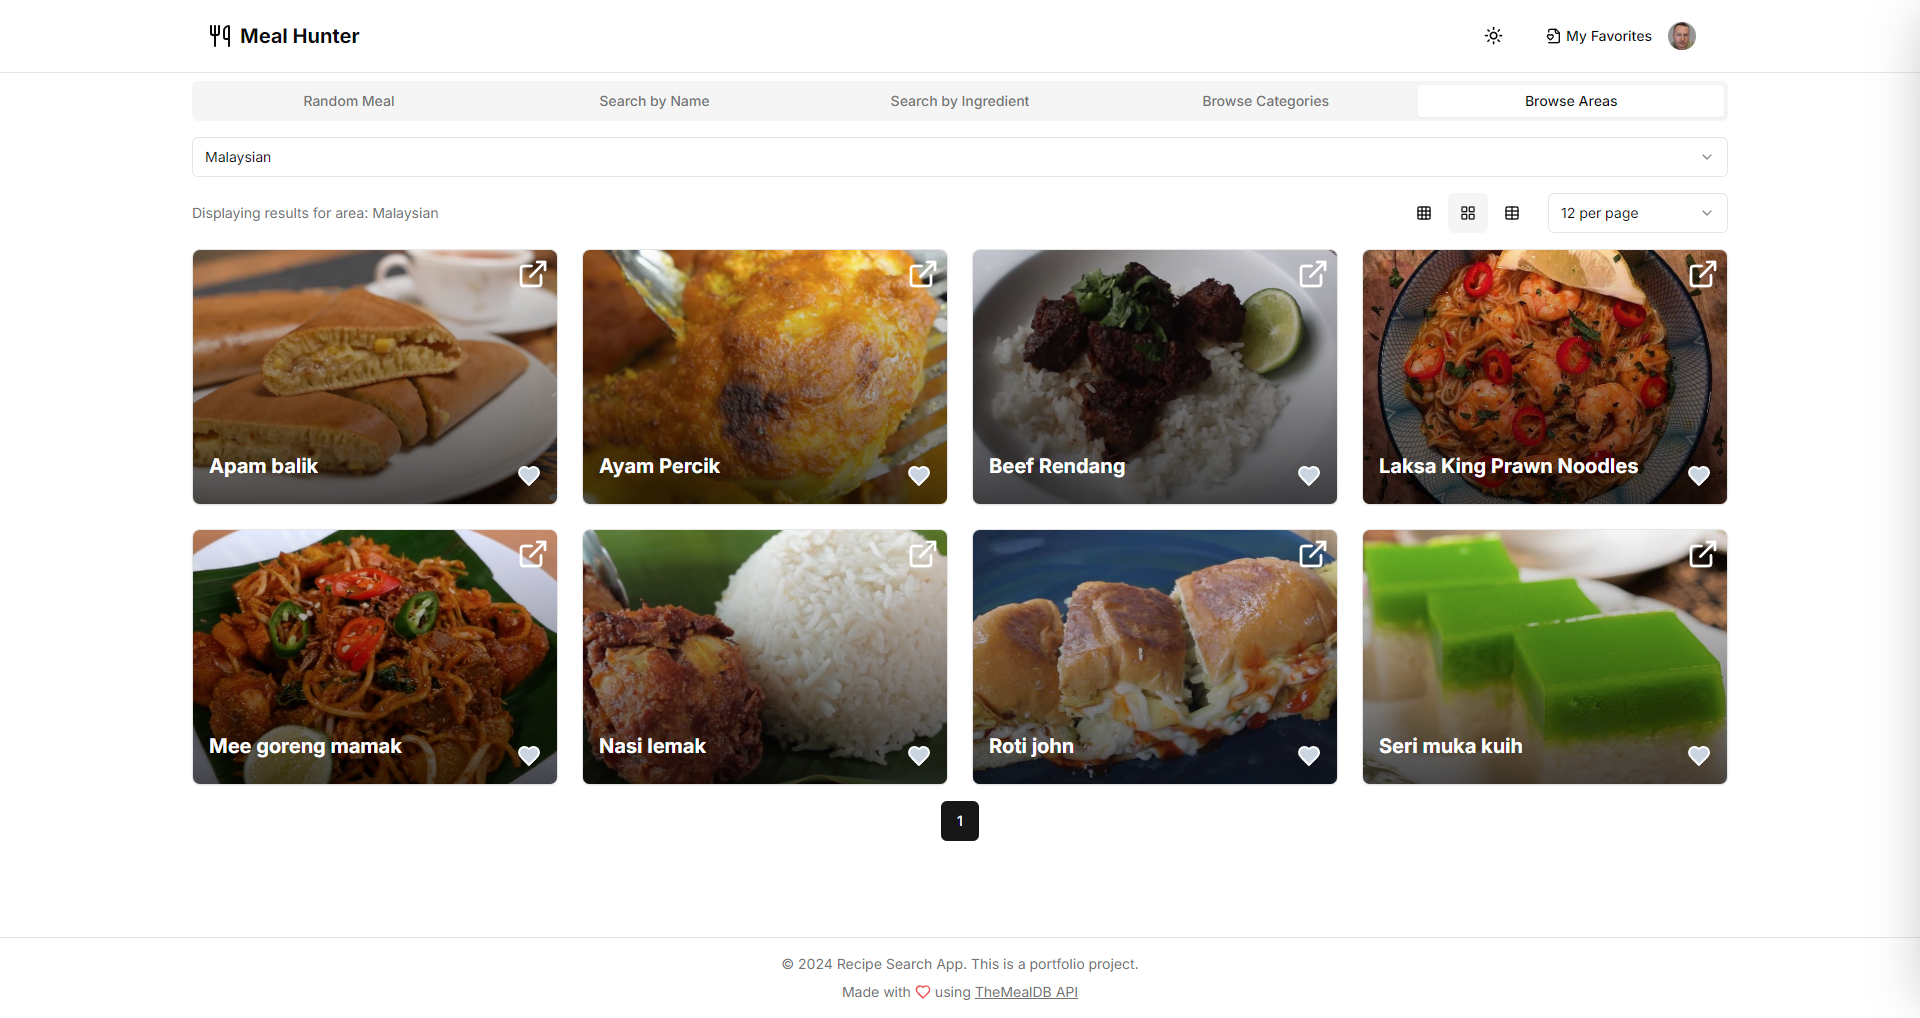 Meal Hunter
My Favorites
Random Meal
Search by Name
Search by Ingredient
Browse Categories
Browse Areas
Malaysian
Displaying results for area: Malaysian
12 per page
Apam balik
Ayam Percik
Beef Rendang
Laksa King Prawn Noodles
Mee goreng mamak
Nasi lemak
Roti john
Seri muka kuih
1
© 2024 Recipe Search App. This is a portfolio project.
Made with using TheMealDB API